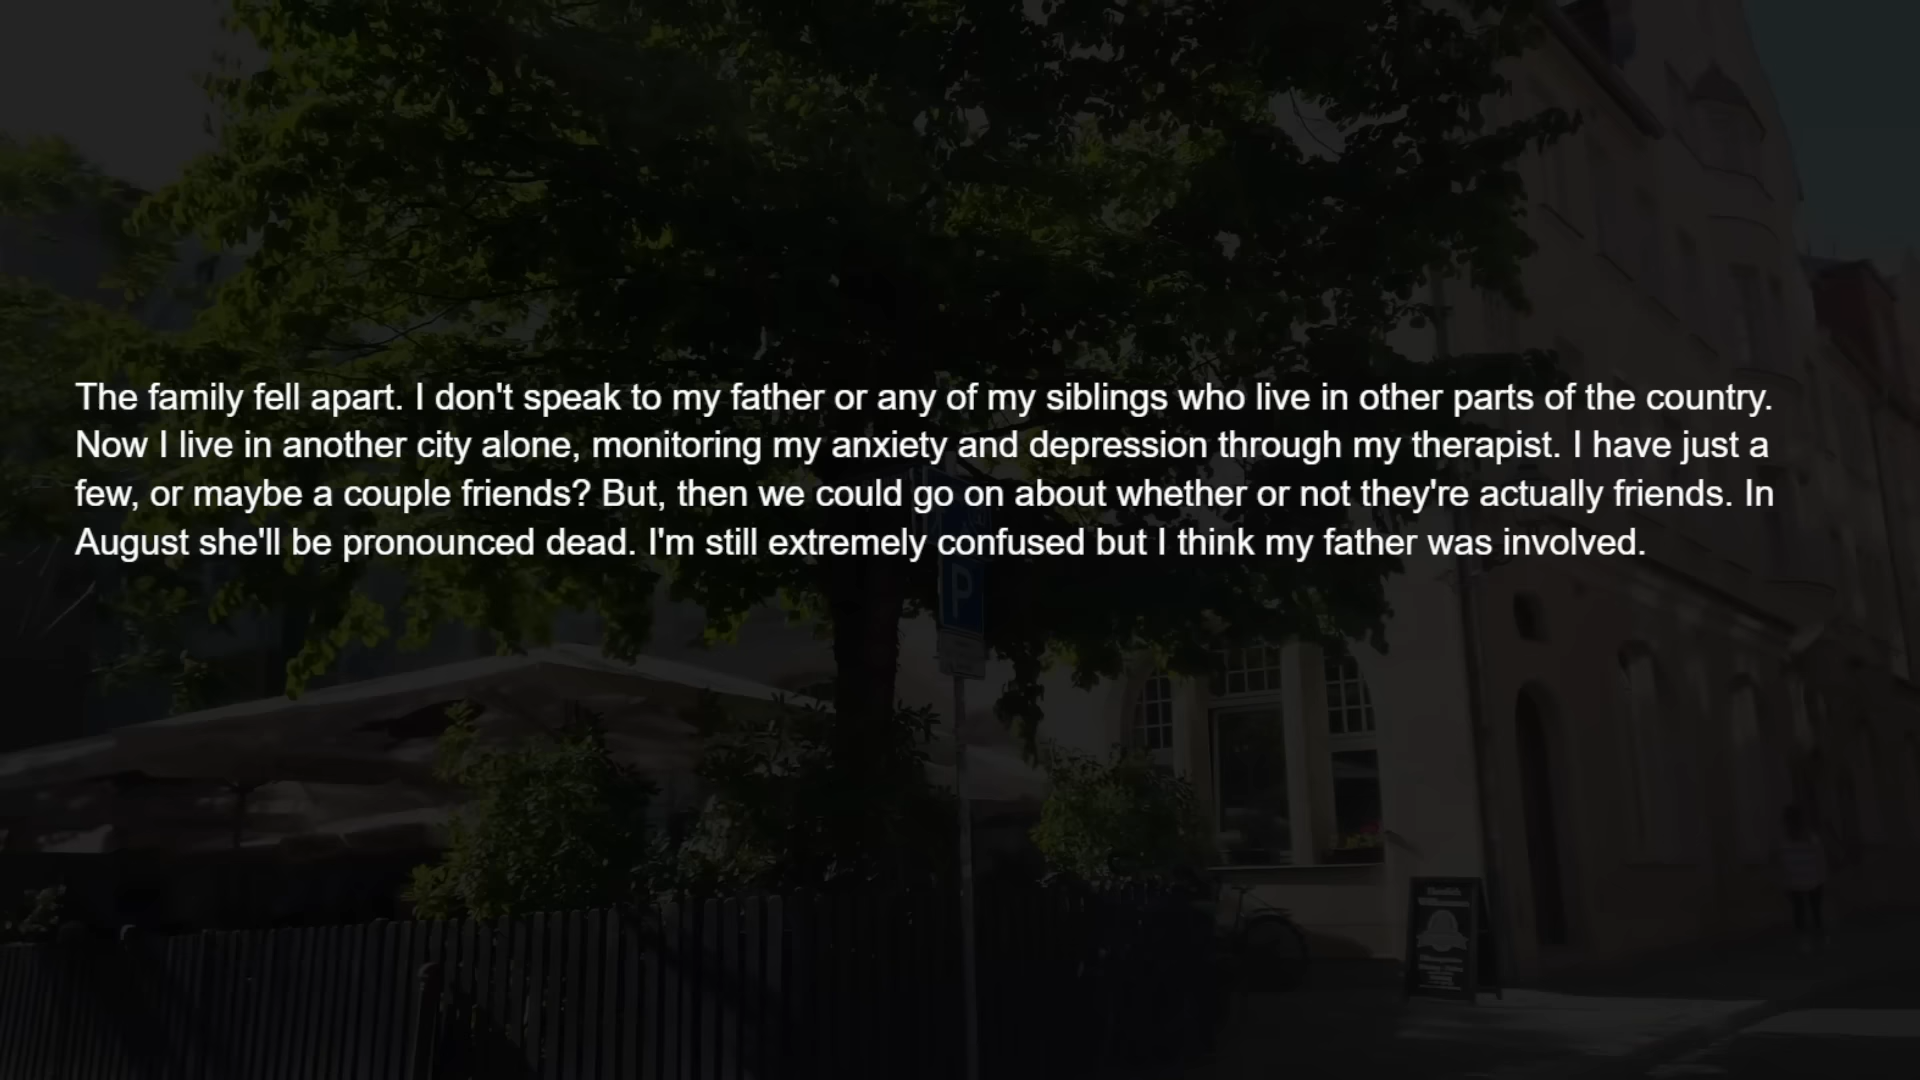 The family fell apart. I don't speak to my father or any of my siblings who live in other parts of the country.
Now I live in another city alone, monitoring my anxiety and depression through my therapist. I have just a
few, or maybe a couple friends? But, then we could go on about whether or not they're actually friends. In
August she'll be pronounced dead. I'm still extremely confused but I think my father was involved.
P